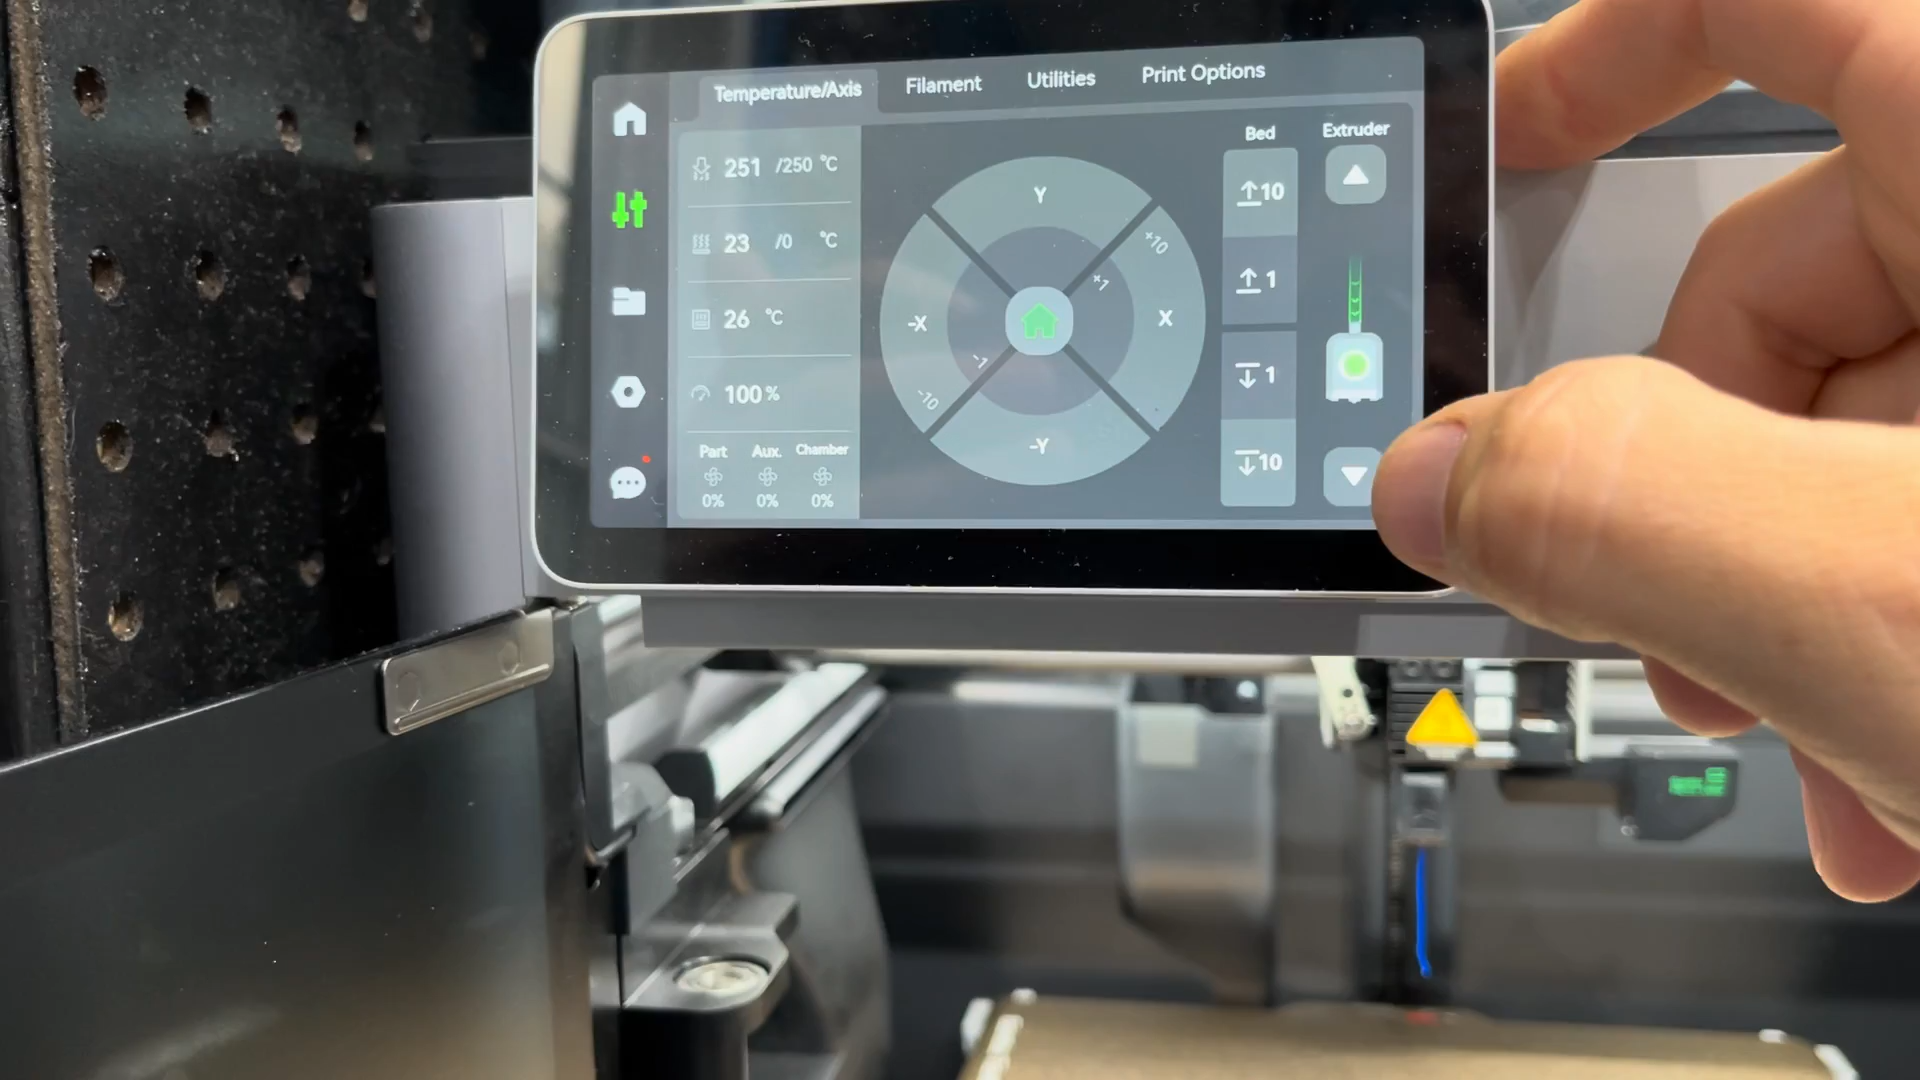 Temperature/Axis Filament Utilities Print Options
251 /250 °C
23 /0 °C
26 °C
100%
Part Aux. Chamber
0% 0% 0%
Y
+10
+1
-X
X
-1
-10
-Y
Bed
10
1
1
10
Extruder